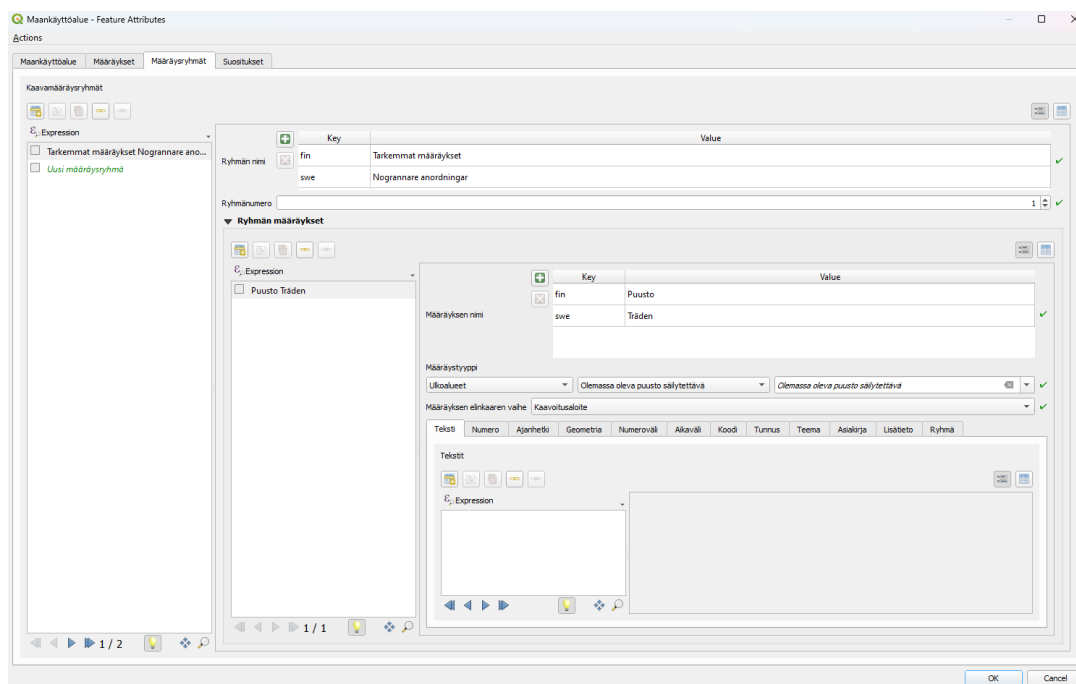 Maankäyttöalue - Feature Attributes
Actions
Maankäyttöalue Määräykset Määräysryhmät Suositukset
Kaavamääräysryhmät
Expression
Tarkemmat määräykset Nogrannare ano...
Uusi määräysryhmä
1 / 2
Key Value
Ryhmän nimi
fin Tarkemmat määräykset
swe Nogrannare anordningar
Ryhmänumero 1
Ryhmän määräykset
Expression
Puusto Träden
1 / 1
Key Value
Määräyksen nimi
fin Puusto
swe Träden
Määräystyyppi
Ulkoalueet Olemassa oleva puusto säilytettävä Olemassa oleva puusto säilytettävä
Määräyksen elinkaaren vaihe Kaavoitusaloite
Teksti Numero Ajanhetki Geometria Numeroväli Aikaväli Koodi Tunnus Teema Asiakirja Lisätieto Ryhmä
Tekstit
Expression
OK Cancel